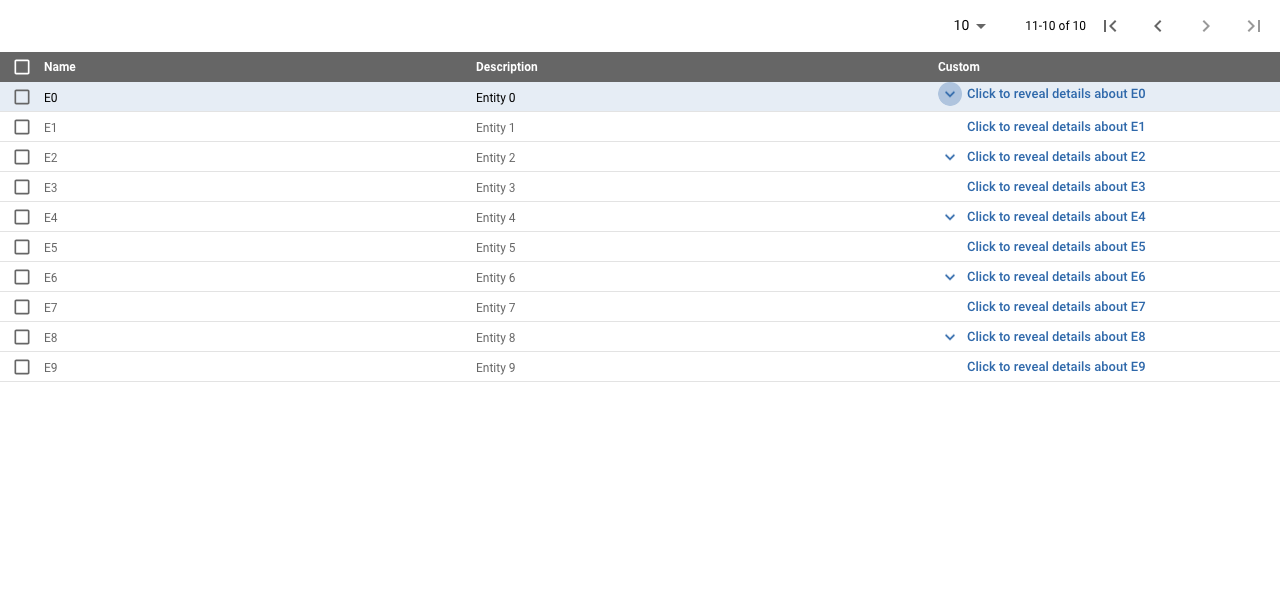 10 11-10 of 10
Name Description Custom
E0 Entity 0 Click to reveal details about E0
E1 Entity 1 Click to reveal details about E1
E2 Entity 2 Click to reveal details about E2
E3 Entity 3 Click to reveal details about E3
E4 Entity 4 Click to reveal details about E4
E5 Entity 5 Click to reveal details about E5
E6 Entity 6 Click to reveal details about E6
E7 Entity 7 Click to reveal details about E7
E8 Entity 8 Click to reveal details about E8
E9 Entity 9 Click to reveal details about E9